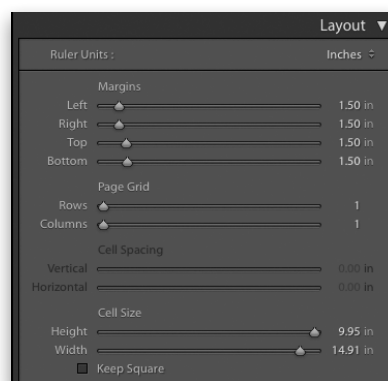 Layout ▼
Ruler Units : Inches
Margins
Left 1.50 in
Right 1.50 in
Top 1.50 in
Bottom 1.50 in
Page Grid
Rows 1
Columns 1
Cell Spacing
Vertical 0.00 in
Horizontal 0.00 in
Cell Size
Height 9.95 in
Width 14.91 in
Keep Square